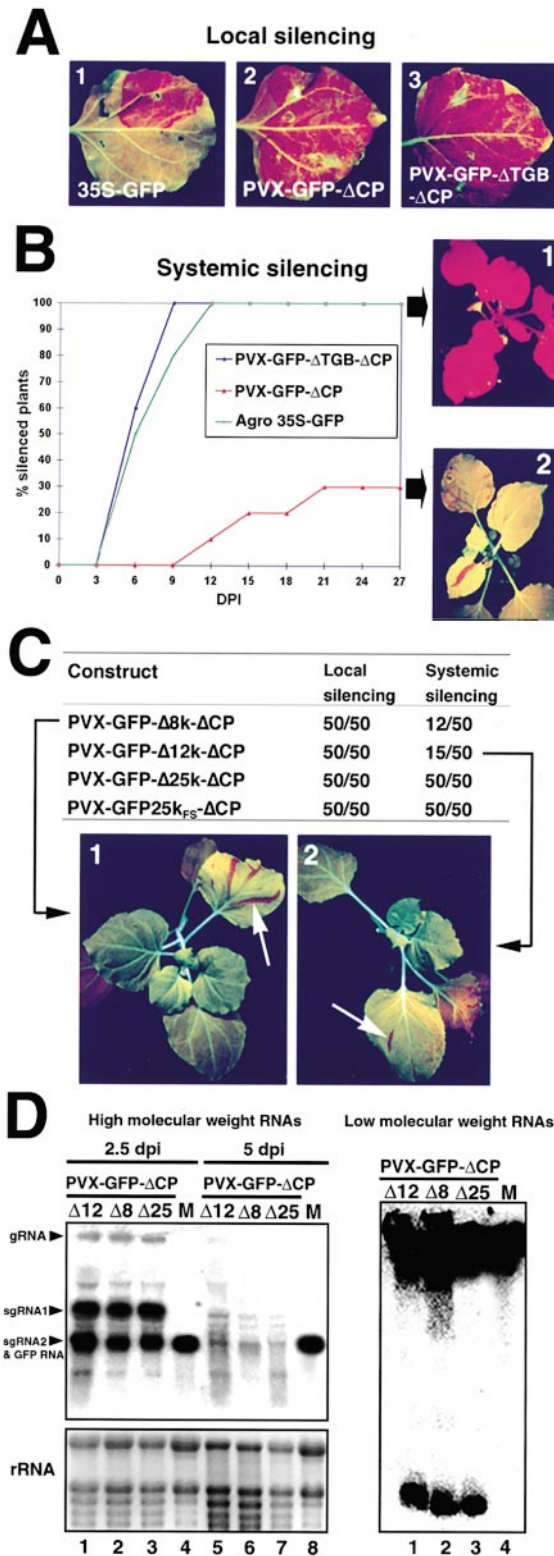 A
Local silencing
1
2
3
35S-GFP
PVX-GFP-ΔCP
PVX-GFP-ΔTGB
-ΔCP
B
Systemic silencing
% silenced plants
100
90
80
70
60
50
40
30
20
10
0
0 3 6 9 12 15 18 21 24 27
DPI
PVX-GFP-ΔTGB-ΔCP
PVX-GFP-ΔCP
Agro 35S-GFP
1
2
C
Construct Local silencing Systemic silencing
PVX-GFP-Δ8k-ΔCP 50/50 12/50
PVX-GFP-Δ12k-ΔCP 50/50 15/50
PVX-GFP-Δ25k-ΔCP 50/50 50/50
PVX-GFP25kFS-ΔCP 50/50 50/50
1
2
D
High molecular weight RNAs
2.5 dpi 5 dpi
PVX-GFP-ΔCP PVX-GFP-ΔCP
Δ12 Δ8 Δ25 M Δ12 Δ8 Δ25 M
gRNA
sgRNA1
sgRNA2
& GFP RNA
rRNA
1 2 3 4 5 6 7 8
Low molecular weight RNAs
PVX-GFP-ΔCP
Δ12 Δ8 Δ25 M
1 2 3 4